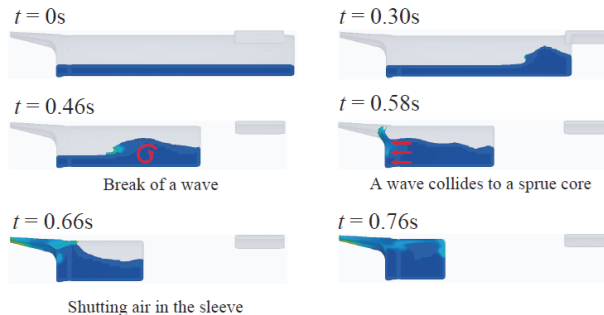 t = 0s
t = 0.30s
t = 0.46s
t = 0.58s
Break of a wave
A wave collides to a sprue core
t = 0.66s
t = 0.76s
Shutting air in the sleeve